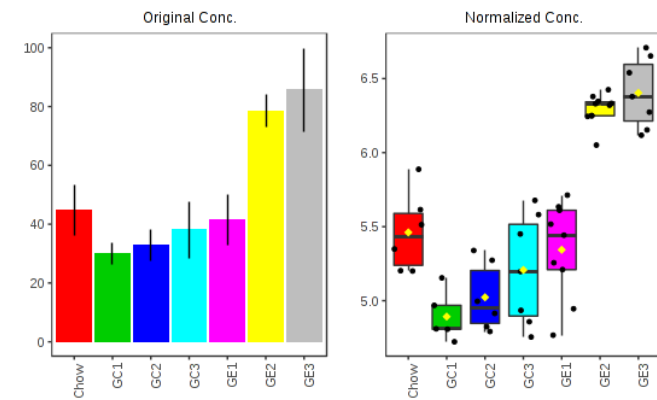 Original Conc.
100
80
60
40
20
0
Chow
GC1
GC2
GC3
GE1
GE2
GE3
Normalized Conc.
6.5
6.0
5.5
5.0
Chow
GC1
GC2
GC3
GE1
GE2
GE3